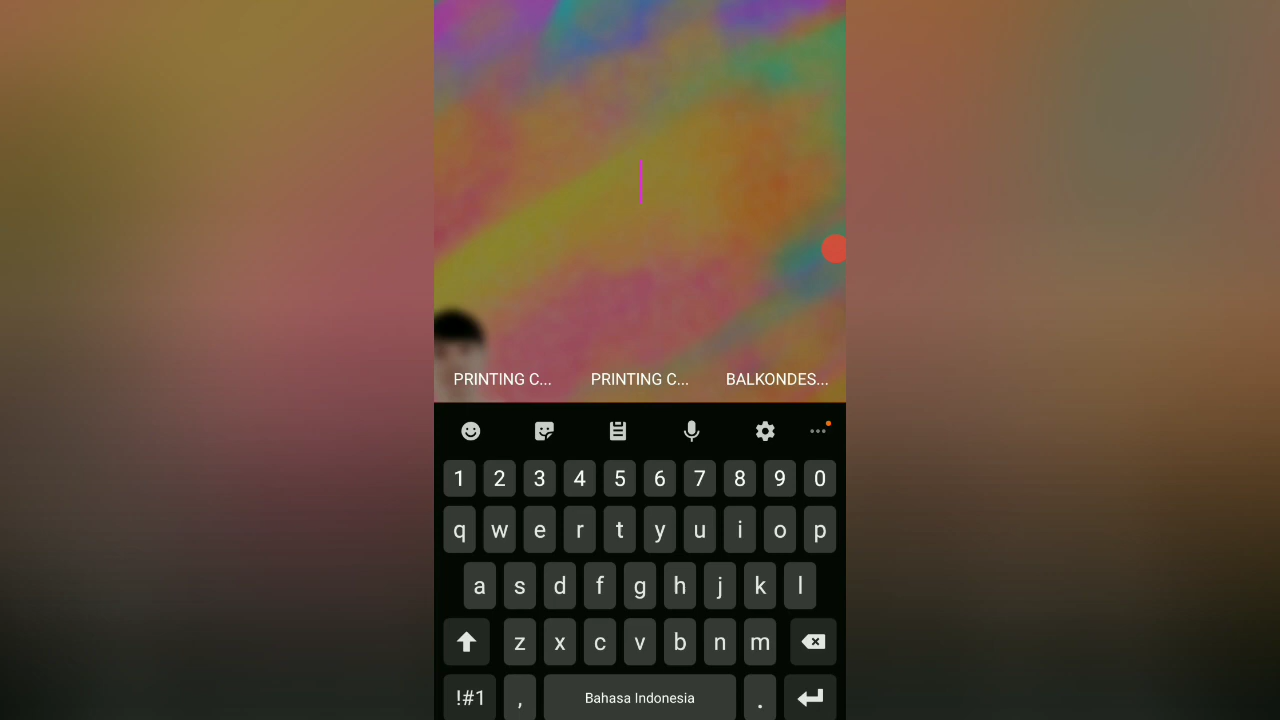 PRINTING C... PRINTING C... BALKONDES...
1 2 3 4 5 6 7 8 9 0
q w e r t y u i o p
a s d f g h j k l
z x c v b n m
!#1 , Bahasa Indonesia .